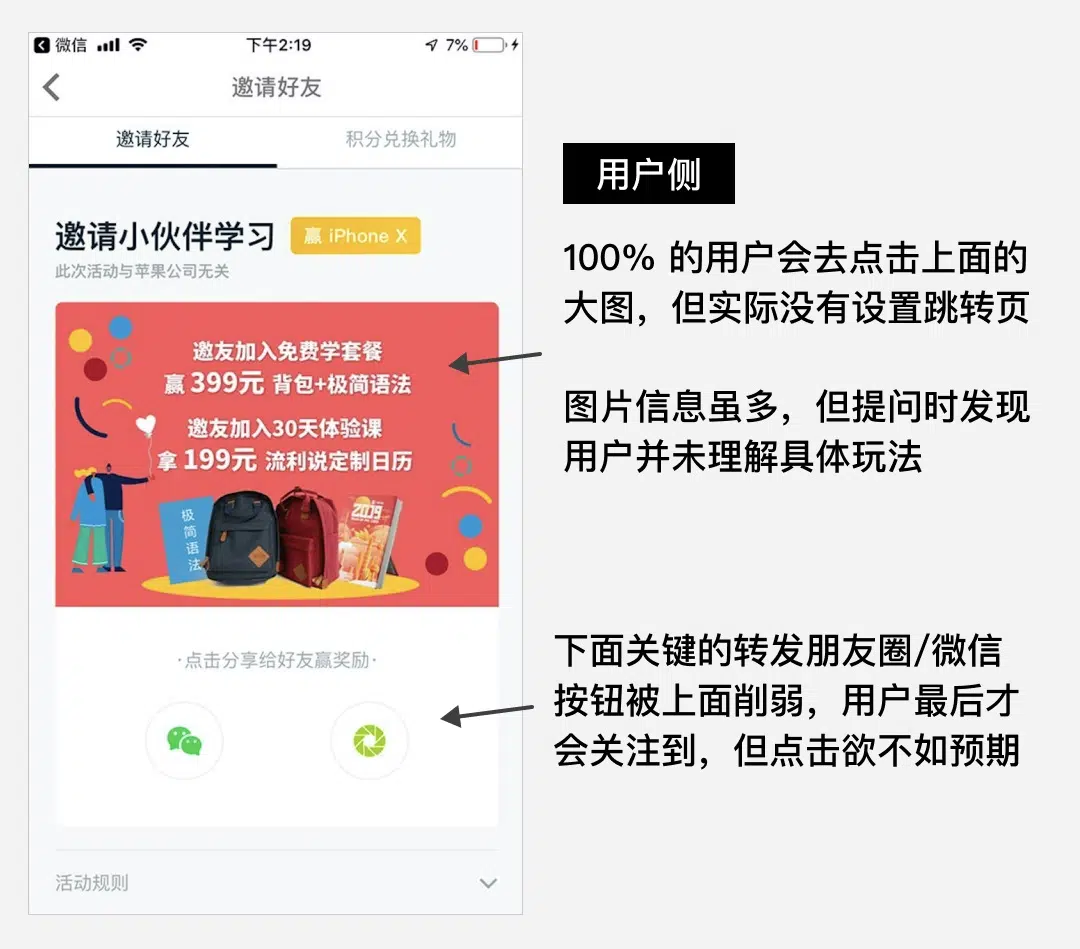 微信
下午2:19
7%
邀请好友
邀请好友
积分兑换礼物
邀请小伙伴学习
赢 iPhone X
此次活动与苹果公司无关
邀友加入免费学套餐
赢 399元 背包+极简语法
邀友加入30天体验课
拿 199元 流利说定制日历
极简语法
2019
·点击分享给好友赢奖励·
活动规则
用户侧
100% 的用户会去点击上面的
大图，但实际没有设置跳转页
图片信息虽多，但提问时发现
用户并未理解具体玩法
下面关键的转发朋友圈/微信
按钮被上面削弱，用户最后才
会关注到，但点击欲不如预期